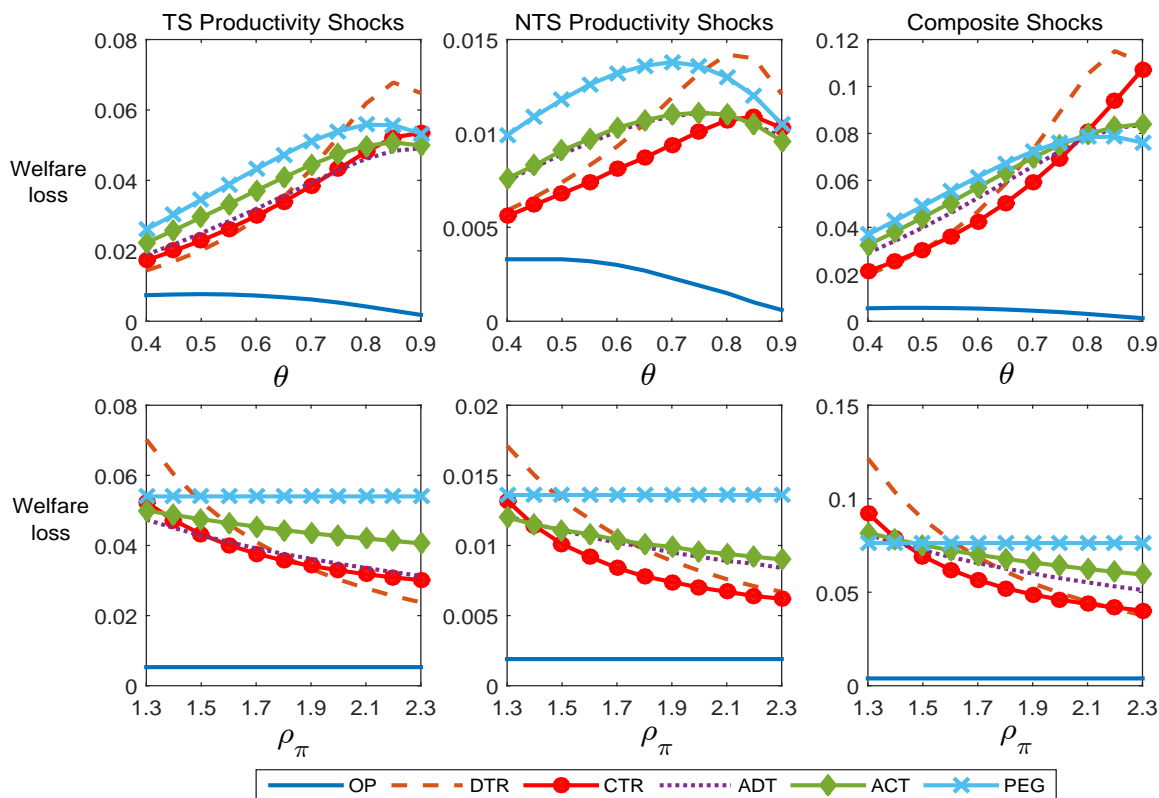 TS Productivity Shocks
NTS Productivity Shocks
Composite Shocks
Welfare
loss
0.08
0.06
0.04
0.02
0
0.4 0.5 0.6 0.7 0.8 0.9
θ
0.015
0.01
0.005
0
0.4 0.5 0.6 0.7 0.8 0.9
θ
0.12
0.1
0.08
0.06
0.04
0.02
0
0.4 0.5 0.6 0.7 0.8 0.9
θ
Welfare
loss
0.08
0.06
0.04
0.02
0
1.3 1.5 1.7 1.9 2.1 2.3
ρπ
0.02
0.015
0.01
0.005
0
1.3 1.5 1.7 1.9 2.1 2.3
ρπ
0.15
0.1
0.05
0
1.3 1.5 1.7 1.9 2.1 2.3
ρπ
OP DTR CTR ADT ACT PEG